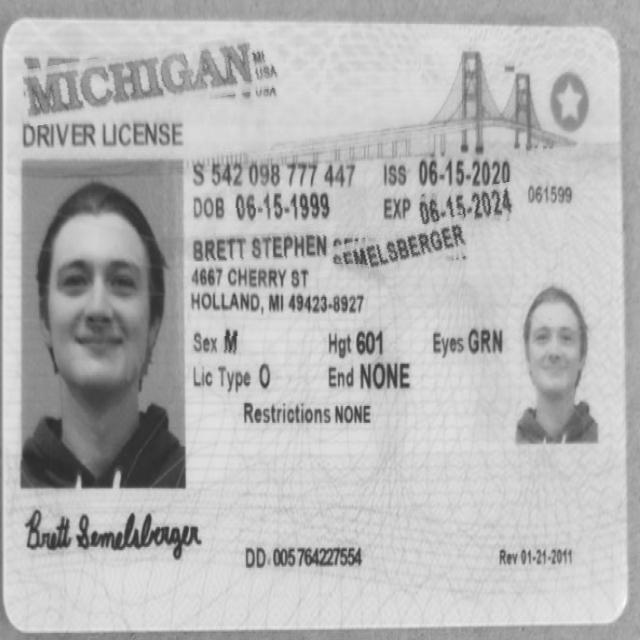 MICHIGAN MI
USA
USA
DRIVER LICENSE
S 542 098 777 447 ISS 06-15-2020
DOB 06-15-1999 EXP 06-15-2024 061599
BRETT STEPHEN SEMELSBERGER
4667 CHERRY ST
HOLLAND, MI 49423-8927
Sex M Hgt 601 Eyes GRN
Lic Type O End NONE
Restrictions NONE
Brett Semelsberger
DD 005764227554 Rev 01-21-2011